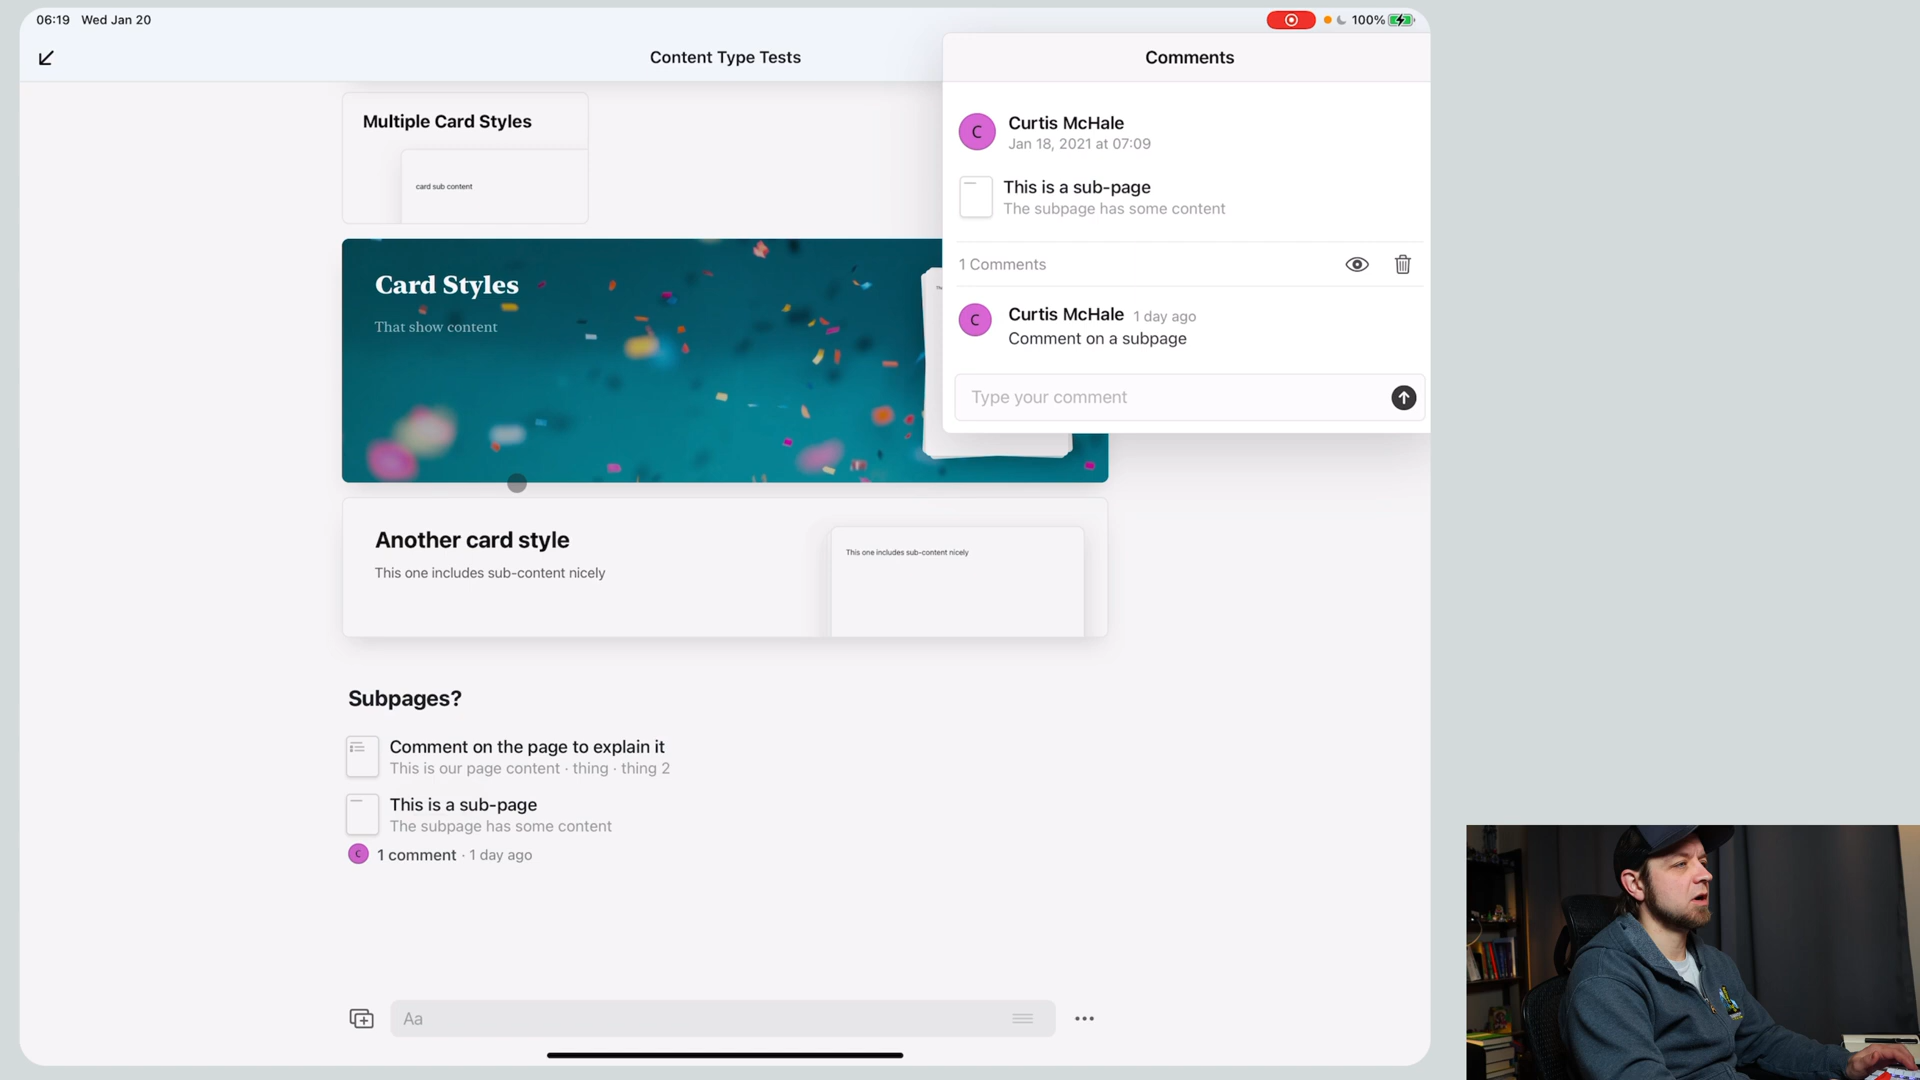 06:19 Wed Jan 20
100%
Content Type Tests
Comments
Multiple Card Styles
card sub content
Card Styles
That show content
C
Curtis McHale
Jan 18, 2021 at 07:09
This is a sub-page
The subpage has some content
1 Comments
C
Curtis McHale 1 day ago
Comment on a subpage
Type your comment
Another card style
This one includes sub-content nicely
This one includes sub-content nicely
Subpages?
Comment on the page to explain it
This is our page content · thing · thing 2
This is a sub-page
The subpage has some content
C 1 comment · 1 day ago
Aa